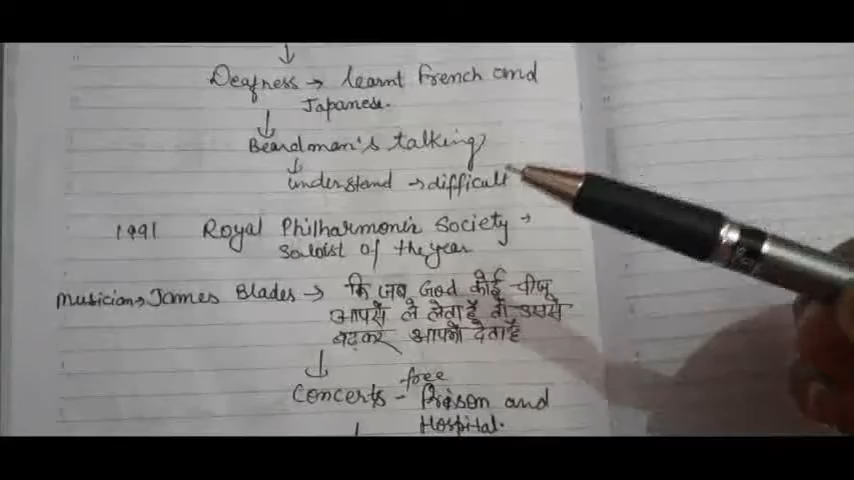 ↓
Deafness → learnt french and
Japanese.
↓
Beardman's talking
↓
understand → difficult
1991 Royal Philharmonic Society →
Soloist of the year
Musician → James Blades → कि जब God कोई चीज
आपसे ले लेता है तो उससे
बढ़कर आपको देता है
↓
free
Concerts - Prison and
Hospital.